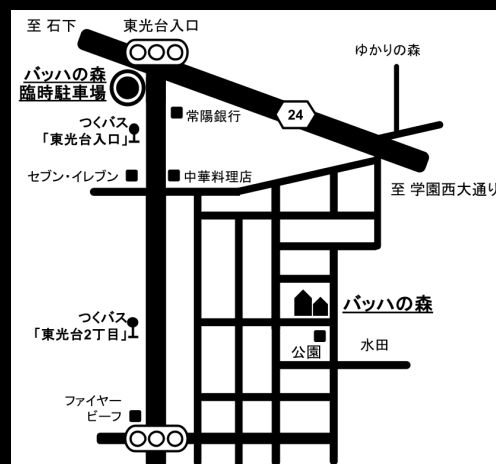 至 石下
東光台入口
ゆかりの森
バッハの森
臨時駐車場
常陽銀行
24
つくバス
「東光台入口」
セブン・イレブン
中華料理店
至 学園西大通り
バッハの森
つくバス
「東光台2丁目」
公園
水田
ファイヤー
ビーフ